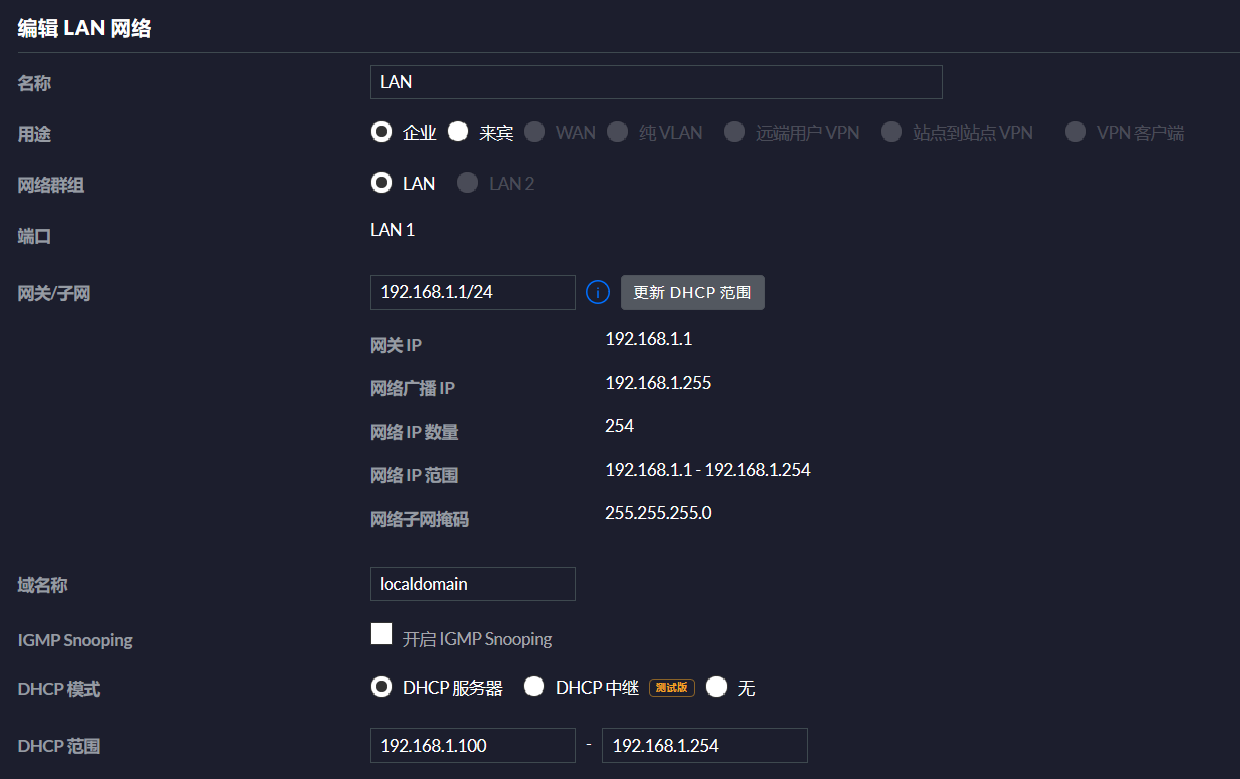 编辑 LAN 网络
名称 LAN
用途 企业 来宾 WAN 纯 VLAN 远端用户 VPN 站点到站点 VPN VPN 客户端
网络群组 LAN LAN 2
端口 LAN 1
网关/子网 192.168.1.1/24 i 更新 DHCP 范围
网关 IP 192.168.1.1
网络广播 IP 192.168.1.255
网络 IP 数量 254
网络 IP 范围 192.168.1.1 - 192.168.1.254
网络子网掩码 255.255.255.0
域名称 localdomain
IGMP Snooping 开启 IGMP Snooping
DHCP 模式 DHCP 服务器 DHCP 中继 测试版 无
DHCP 范围 192.168.1.100 - 192.168.1.254